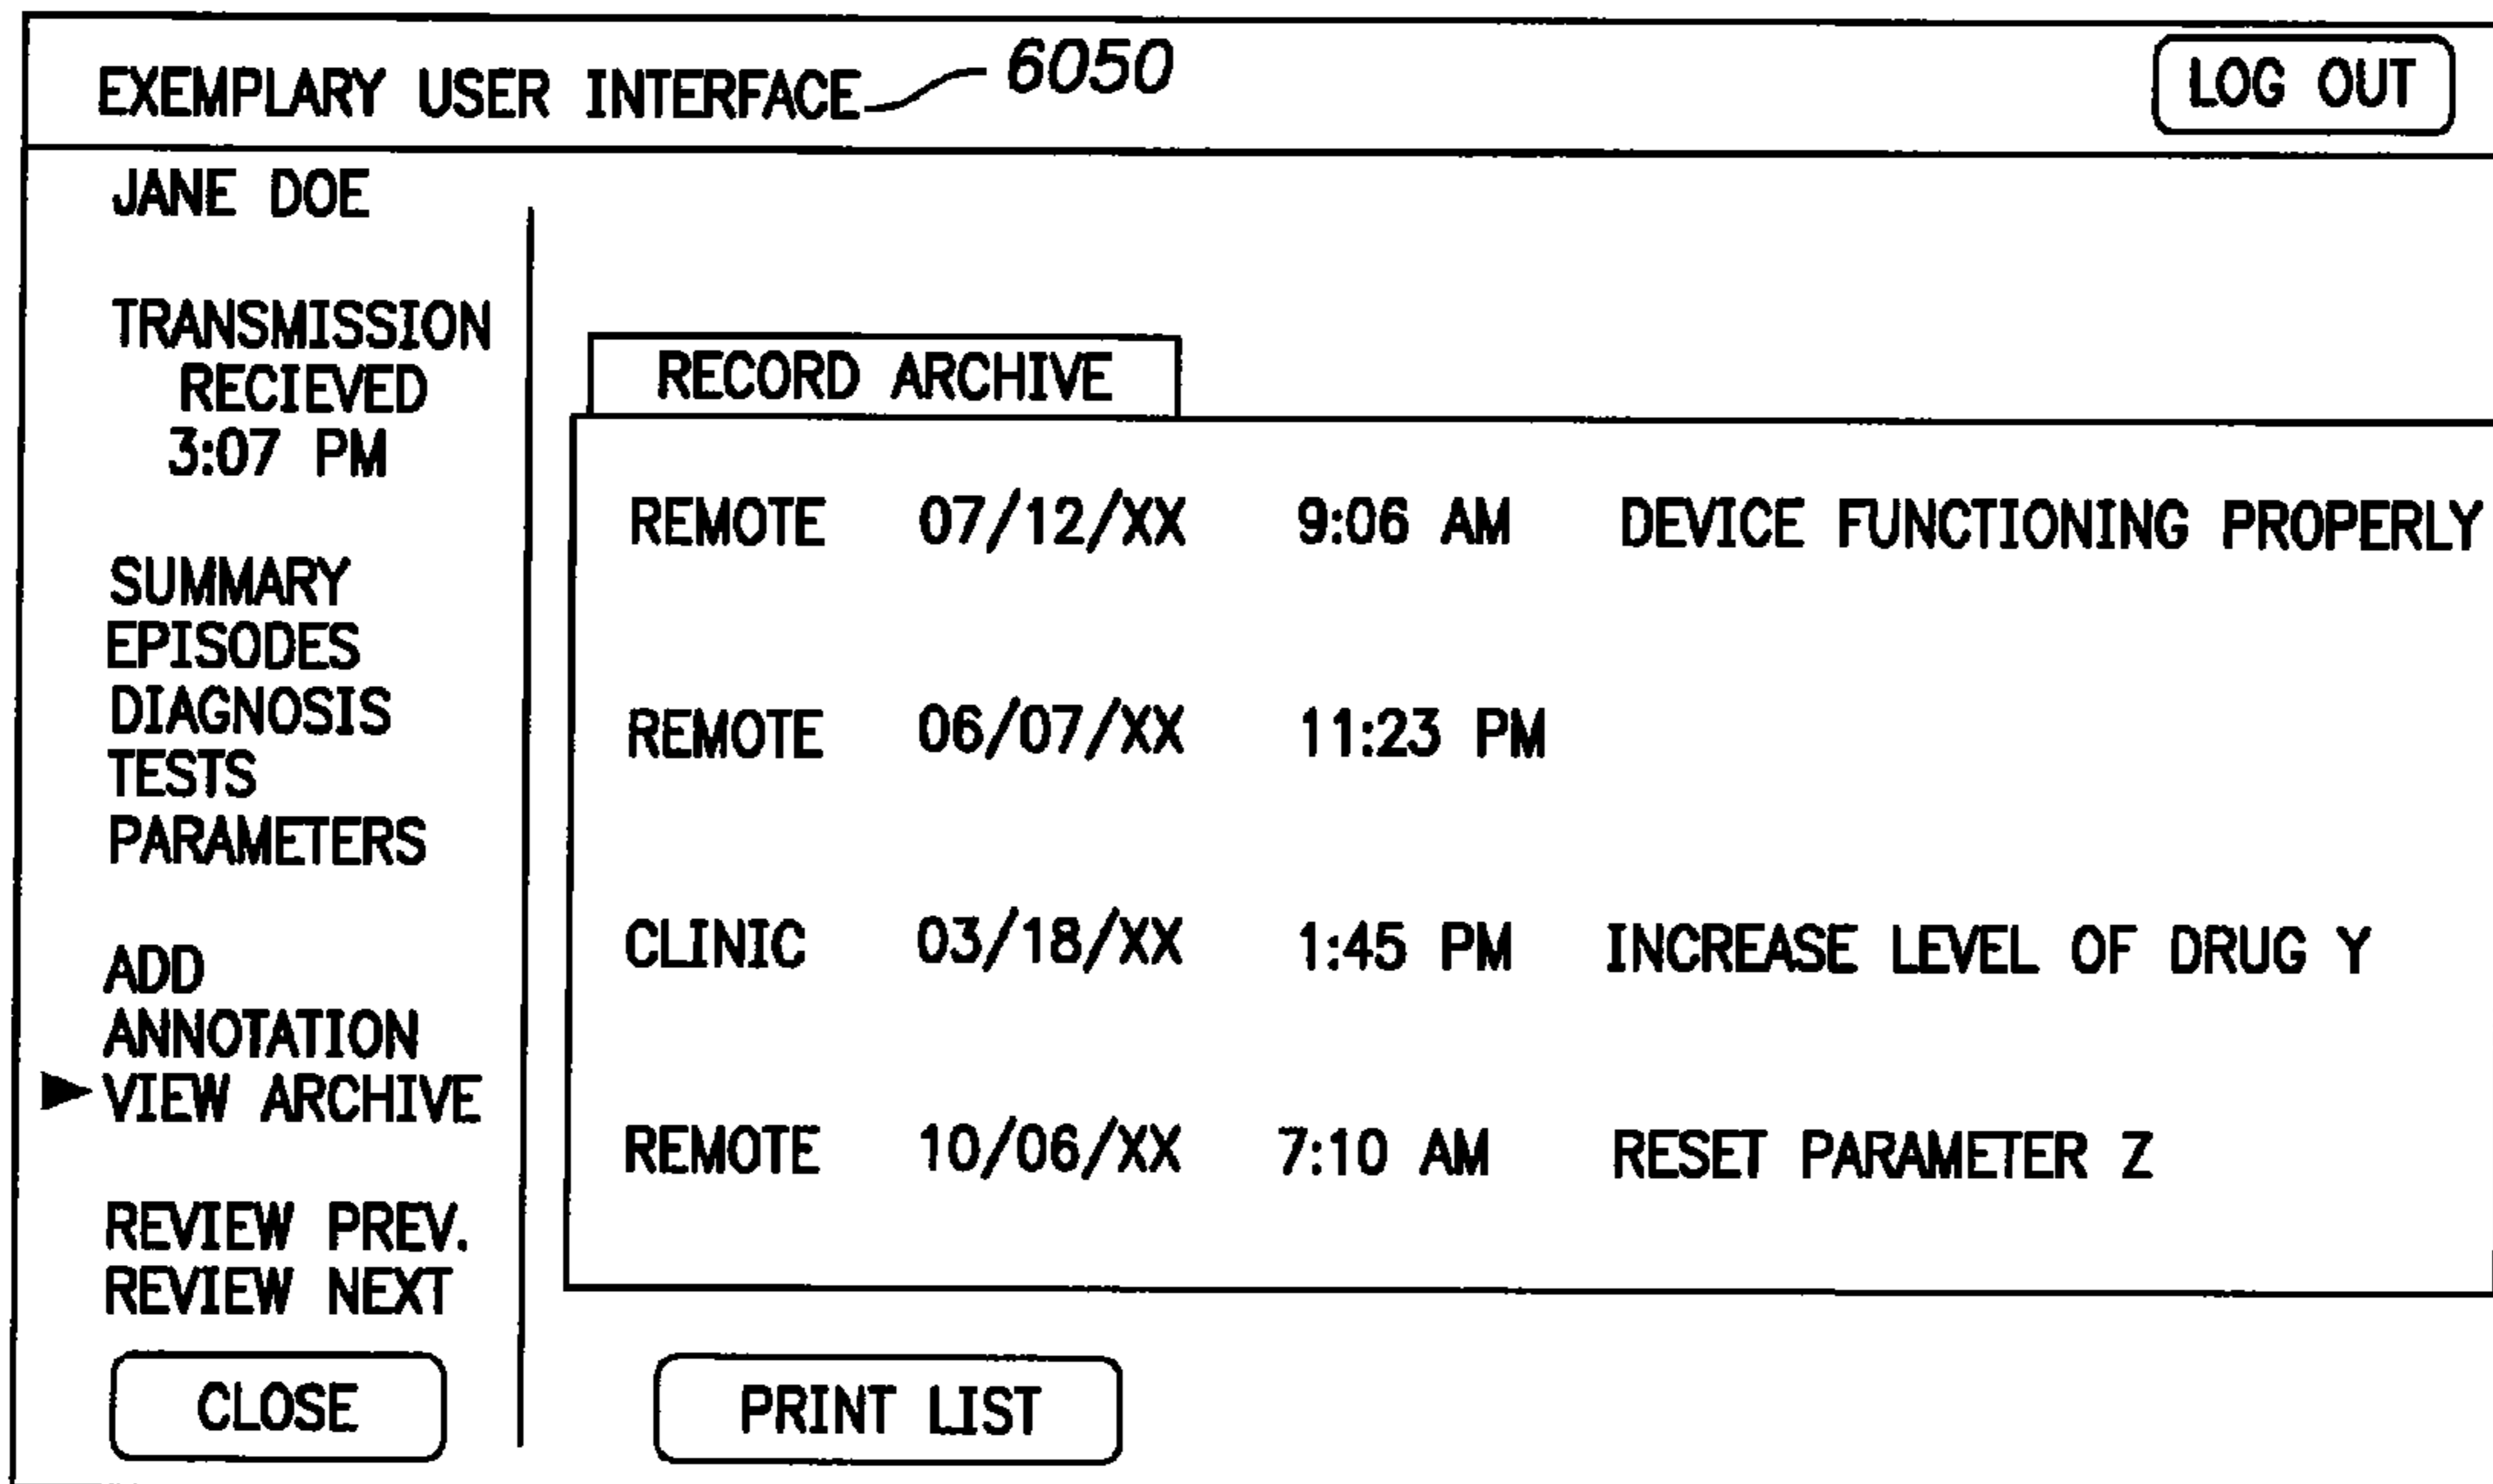 EXEMPLARY USER INTERFACE 6050
LOG OUT
JANE DOE
TRANSMISSION
RECIEVED
3:07 PM
SUMMARY
EPISODES
DIAGNOSIS
TESTS
PARAMETERS
ADD
ANNOTATION
VIEW ARCHIVE
REVIEW PREV.
REVIEW NEXT
CLOSE
RECORD ARCHIVE
REMOTE 07/12/XX 9:06 AM DEVICE FUNCTIONING PROPERLY
REMOTE 06/07/XX 11:23 PM
CLINIC 03/18/XX 1:45 PM INCREASE LEVEL OF DRUG Y
REMOTE 10/06/XX 7:10 AM RESET PARAMETER Z
PRINT LIST